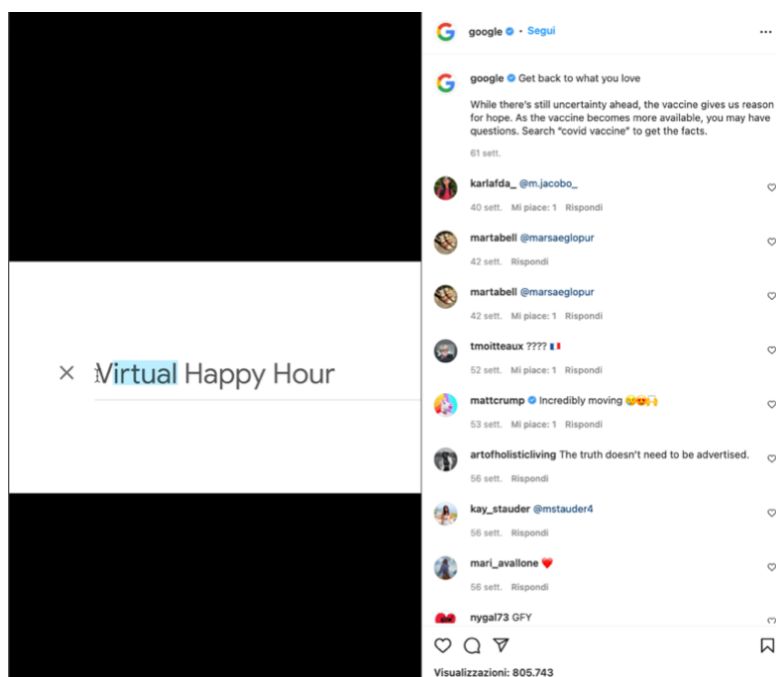 google • Segui
google Get back to what you love
While there's still uncertainty ahead, the vaccine gives us reason
for hope. As the vaccine becomes more available, you may have
questions. Search "covid vaccine" to get the facts.
61 sett.
karlafda_ @m.jacobo_
40 sett. Mi piace: 1 Rispondi
martabell @marsaeglopur
42 sett. Rispondi
martabell @marsaeglopur
42 sett. Mi piace: 1 Rispondi
tmoitteaux ???? 🇫🇷
52 sett. Mi piace: 1 Rispondi
Virtual Happy Hour
mattcrump Incredibly moving 😂😍🙌
53 sett. Mi piace: 1 Rispondi
artofholisticliving The truth doesn't need to be advertised.
56 sett. Rispondi
kay_stauder @mstauder4
56 sett. Rispondi
mari_avallone ❤️
56 sett. Rispondi
nygal73 GFY
Visualizzazioni: 805.743